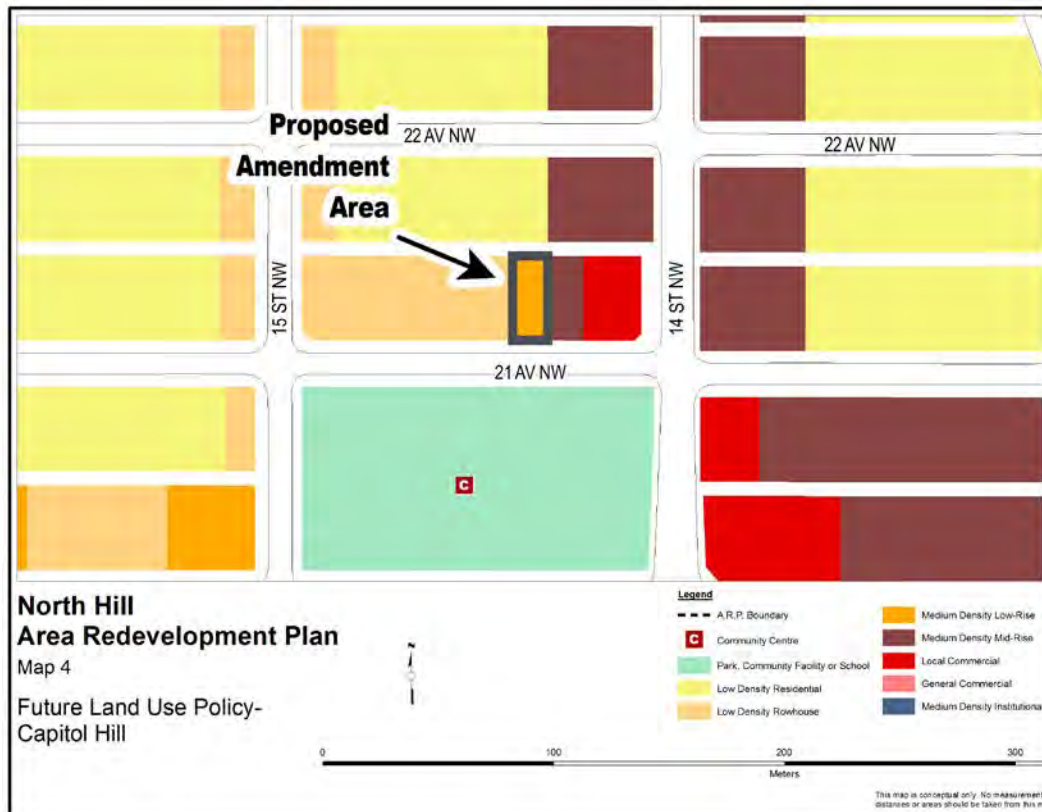 22 AV NW
22 AV NW
Proposed
Amendment
Area
15 ST NW
14 ST NW
21 AV NW
C
North Hill
Area Redevelopment Plan
Map 4
Future Land Use Policy-
Capitol Hill
N
Legend
A.R.P. Boundary
C
Community Centre
Park, Community Facility or School
Low Density Residential
Low Density Rowhouse
Medium Density Low-Rise
Medium Density Mid-Rise
Local Commercial
General Commercial
Medium Density Institutional
0 100 200 300
Meters
This map is conceptual only. No measurement
distances or areas should be taken from this m